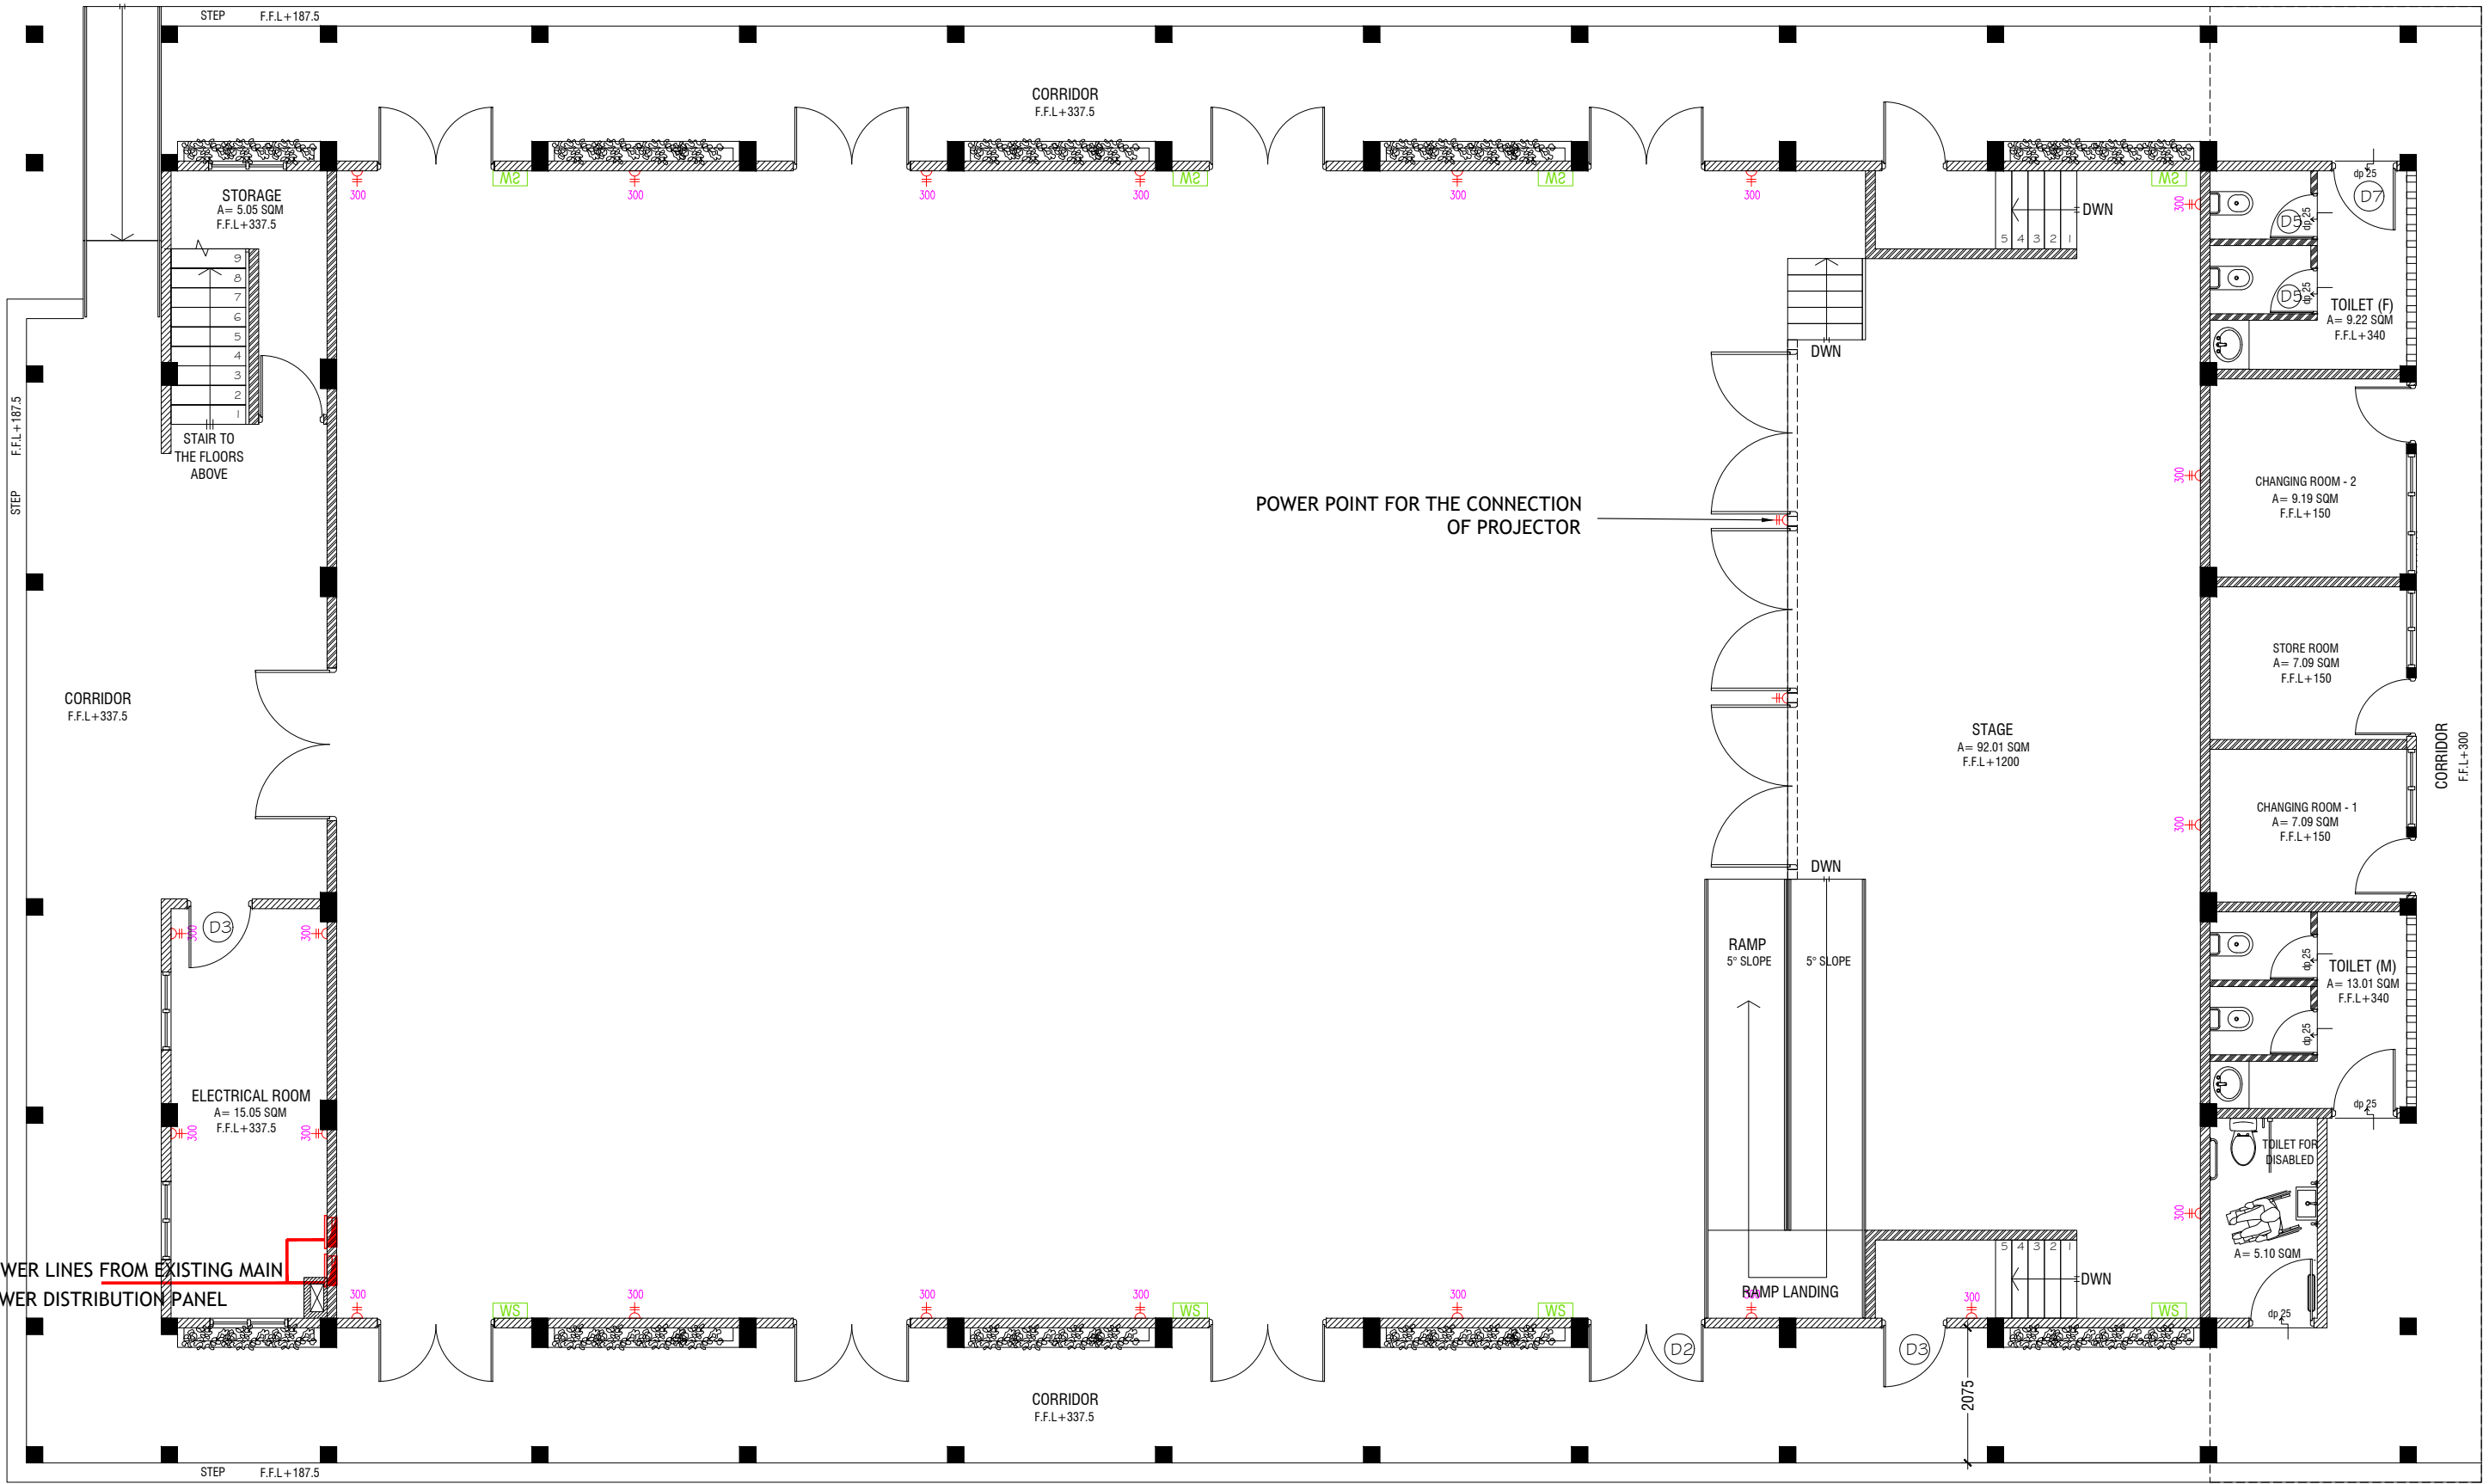 STEP F.F.L+187.5
CORRIDOR
F.F.L+337.5
STORAGE
A= 5.05 SQM
F.F.L+337.5
300
WS
300
300
300
WS
300
WS
300
WS
300
DWN
5 4 3 2 1
dp 25
D7
D5
dp 25
D5
dp 25
TOILET (F)
A= 9.22 SQM
F.F.L+340
9
8
7
6
5
4
3
2
1
STAIR TO
THE FLOORS
ABOVE
STEP F.F.L+187.5
DWN
POWER POINT FOR THE CONNECTION
OF PROJECTOR
300
CHANGING ROOM - 2
A= 9.19 SQM
F.F.L+150
STORE ROOM
A= 7.09 SQM
F.F.L+150
CORRIDOR
F.F.L+337.5
STAGE
A= 92.01 SQM
F.F.L+1200
CORRIDOR
F.F.L+300
300
CHANGING ROOM - 1
A= 7.09 SQM
F.F.L+150
DWN
D3
300
300
RAMP
5° SLOPE
5° SLOPE
dp 25
TOILET (M)
A= 13.01 SQM
F.F.L+340
dp 25
dp 25
ELECTRICAL ROOM
A= 15.05 SQM
F.F.L+337.5
300
300
TOILET FOR
DISABLED
A= 5.10 SQM
300
dp 25
WER LINES FROM EXISTING MAIN
WER DISTRIBUTION PANEL
300
WS
300
300
300
WS
300
WS
300
RAMP LANDING
300
5 4 3 2 1
DWN
WS
D2
D3
2075
CORRIDOR
F.F.L+337.5
STEP F.F.L+187.5